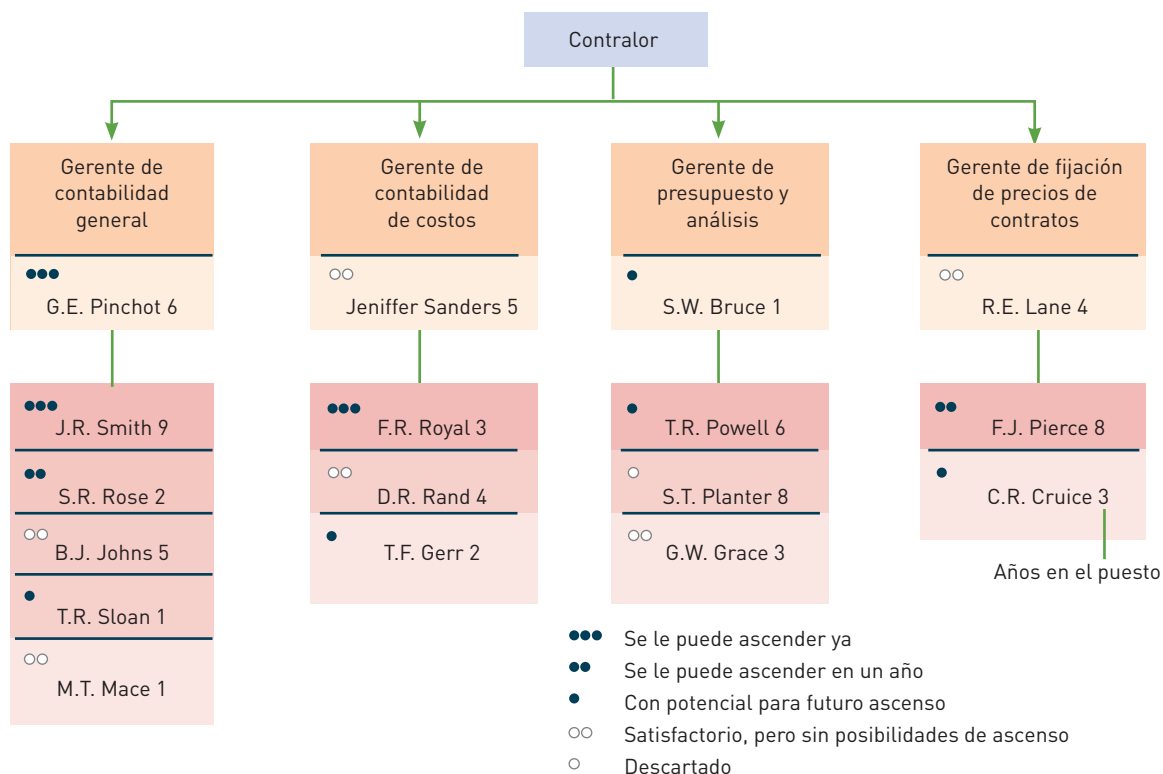 Contralor
Gerente de
contabilidad
general
G.E. Pinchot 6
J.R. Smith 9
S.R. Rose 2
B.J. Johns 5
T.R. Sloan 1
M.T. Mace 1
Gerente de
contabilidad
de costos
Jeniffer Sanders 5
F.R. Royal 3
D.R. Rand 4
T.F. Gerr 2
Gerente de
presupuesto y
análisis
S.W. Bruce 1
T.R. Powell 6
S.T. Planter 8
G.W. Grace 3
Gerente de fijación
de precios de
contratos
R.E. Lane 4
F.J. Pierce 8
C.R. Cruice 3
Años en el puesto
Se le puede ascender ya
Se le puede ascender en un año
Con potencial para futuro ascenso
Satisfactorio, pero sin posibilidades de ascenso
Descartado